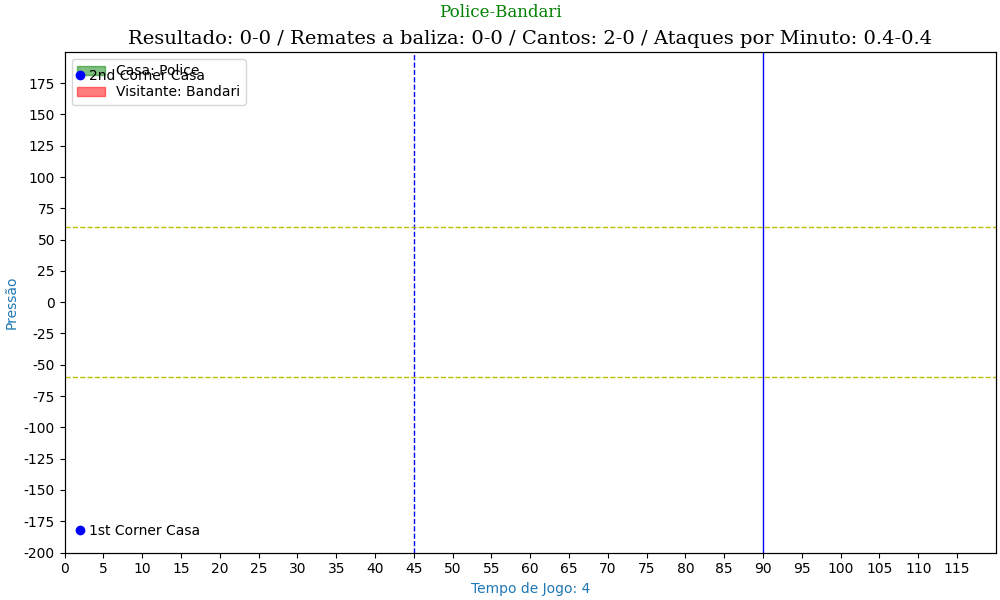 Police-Bandari
Resultado: 0-0 / Remates a baliza: 0-0 / Cantos: 2-0 / Ataques por Minuto: 0.4-0.4
Casa: Police
2nd Corner Casa
Visitante: Bandari
175
150
125
100
75
50
25
0
-25
-50
-75
-100
-125
-150
-175
-200
Pressão
1st Corner Casa
0 5 10 15 20 25 30 35 40 45 50 55 60 65 70 75 80 85 90 95 100 105 110 115
Tempo de Jogo: 4